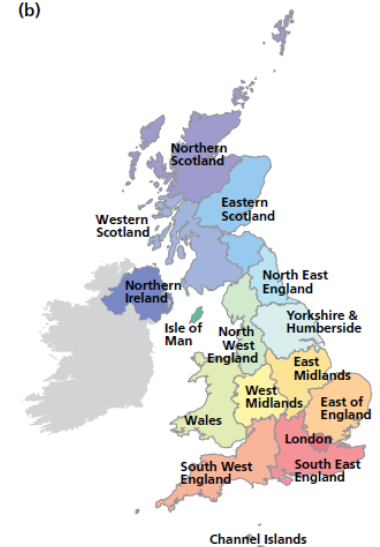 (b)
Northern
Scotland
Eastern
Scotland
Western
Scotland
North East
England
Northern
Ireland
Isle of
Man
Yorkshire &
Humberside
North
West
England
East
Midlands
West
Midlands
East of
England
Wales
London
South West
England
South East
England
Channel Islands